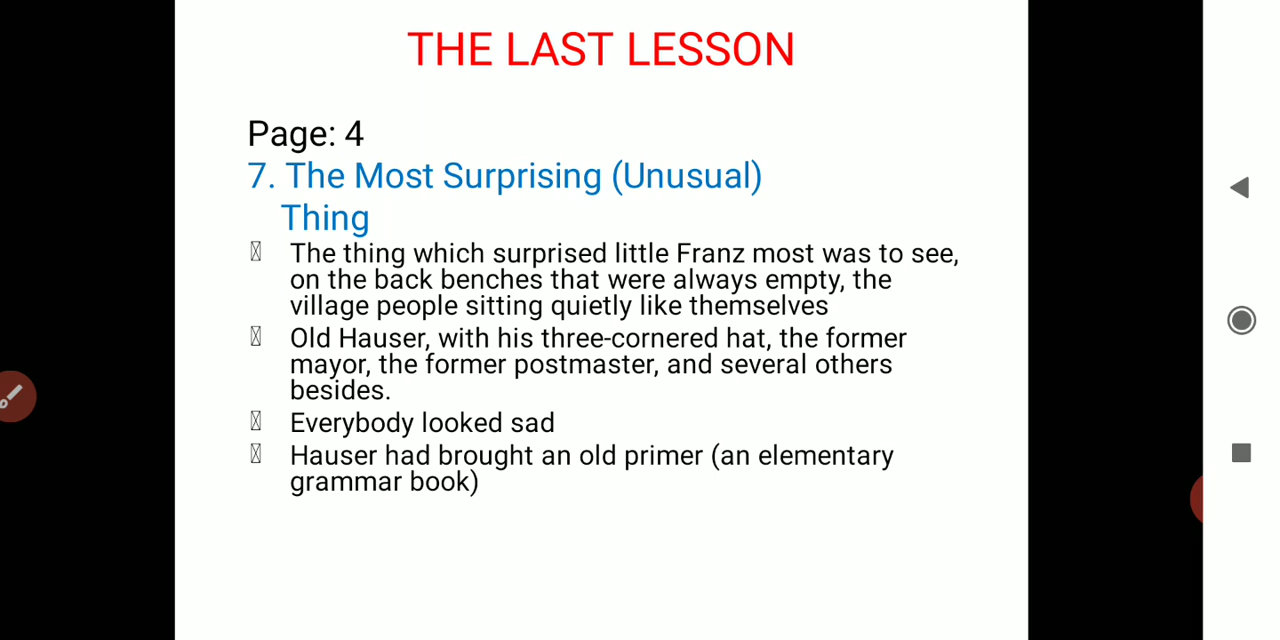 THE LAST LESSON
Page: 4
7. The Most Surprising (Unusual)
Thing
The thing which surprised little Franz most was to see,
on the back benches that were always empty, the
village people sitting quietly like themselves
Old Hauser, with his three-cornered hat, the former
mayor, the former postmaster, and several others
besides.
Everybody looked sad
Hauser had brought an old primer (an elementary
grammar book)